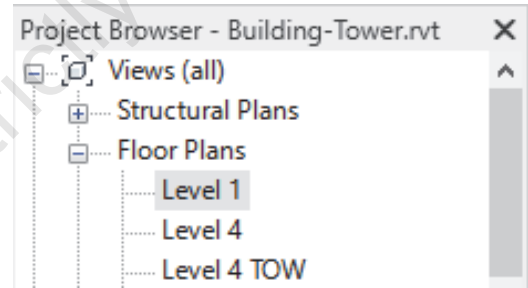 Project Browser - Building-Tower.rvt
Views (all)
Structural Plans
Floor Plans
Level 1
Level 4
Level 4 TOW